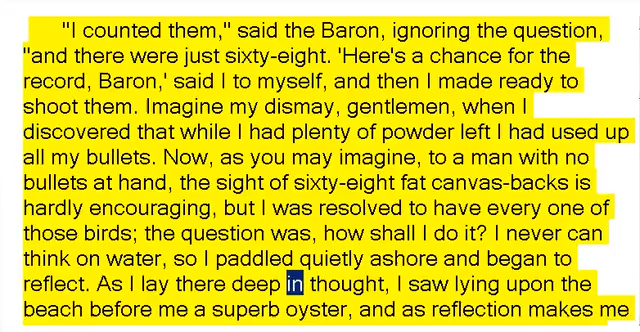 "I counted them," said the Baron, ignoring the question,
"and there were just sixty-eight. 'Here's a chance for the
record, Baron,' said I to myself, and then I made ready to
shoot them. Imagine my dismay, gentlemen, when I
discovered that while I had plenty of powder left I had used up
all my bullets. Now, as you may imagine, to a man with no
bullets at hand, the sight of sixty-eight fat canvas-backs is
hardly encouraging, but I was resolved to have every one of
those birds; the question was, how shall I do it? I never can
think on water, so I paddled quietly ashore and began to
reflect. As I lay there deep in thought, I saw lying upon the
beach before me a superb oyster, and as reflection makes me